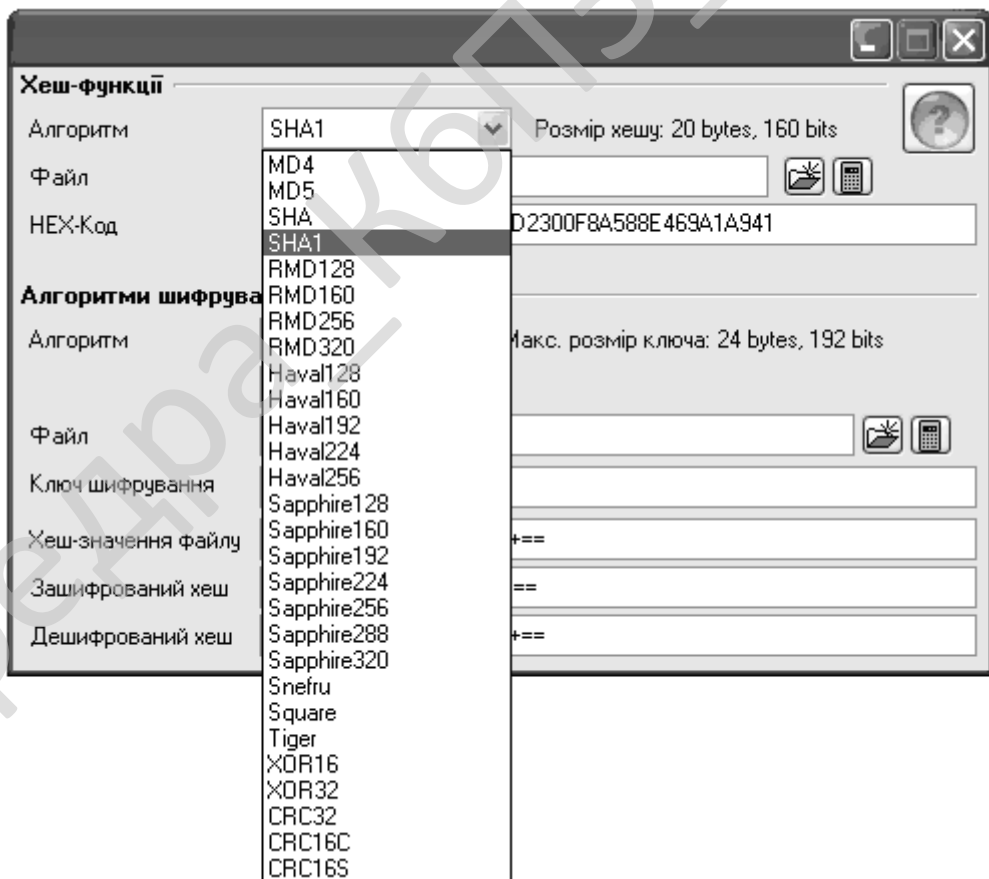 Хеш-функції
Алгоритм SHA1 Розмір хешу: 20 bytes, 160 bits
Файл
HEX-Код D2300F8A588E469A1A941
MD4
MD5
SHA
SHA1
RMD128
RMD160
RMD256
RMD320
Haval128
Haval160
Haval192
Haval224
Haval256
Sapphire128
Sapphire160
Sapphire192
Sapphire224
Sapphire256
Sapphire288
Sapphire320
Snefru
Square
Tiger
XOR16
XOR32
CRC32
CRC16C
CRC16S
Алгоритми шифрува
Алгоритм Макс. розмір ключа: 24 bytes, 192 bits
Файл
Ключ шифрування
Хеш-значення файлу +==
Зашифрований хеш ==
Дешифрований хеш +==